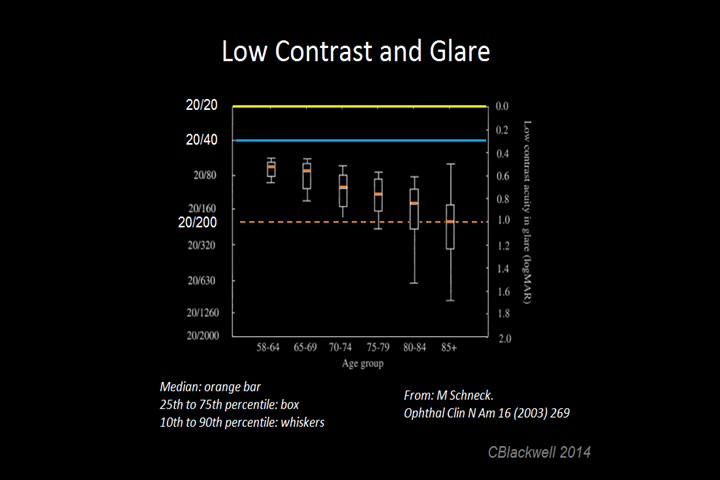 Low Contrast and Glare
20/20
20/40
20/80
20/160
20/200
20/320
20/630
20/1260
20/2000
0.0
0.2
0.4
0.6
0.8
1.0
1.2
1.4
1.6
1.8
2.0
Low contrast acuity in glare (logMAR)
58-64 65-69 70-74 75-79 80-84 85+
Age group
Median: orange bar
25th to 75th percentile: box
10th to 90th percentile: whiskers
From: M Schneck.
Ophthal Clin N Am 16 (2003) 269
CBlackwell 2014